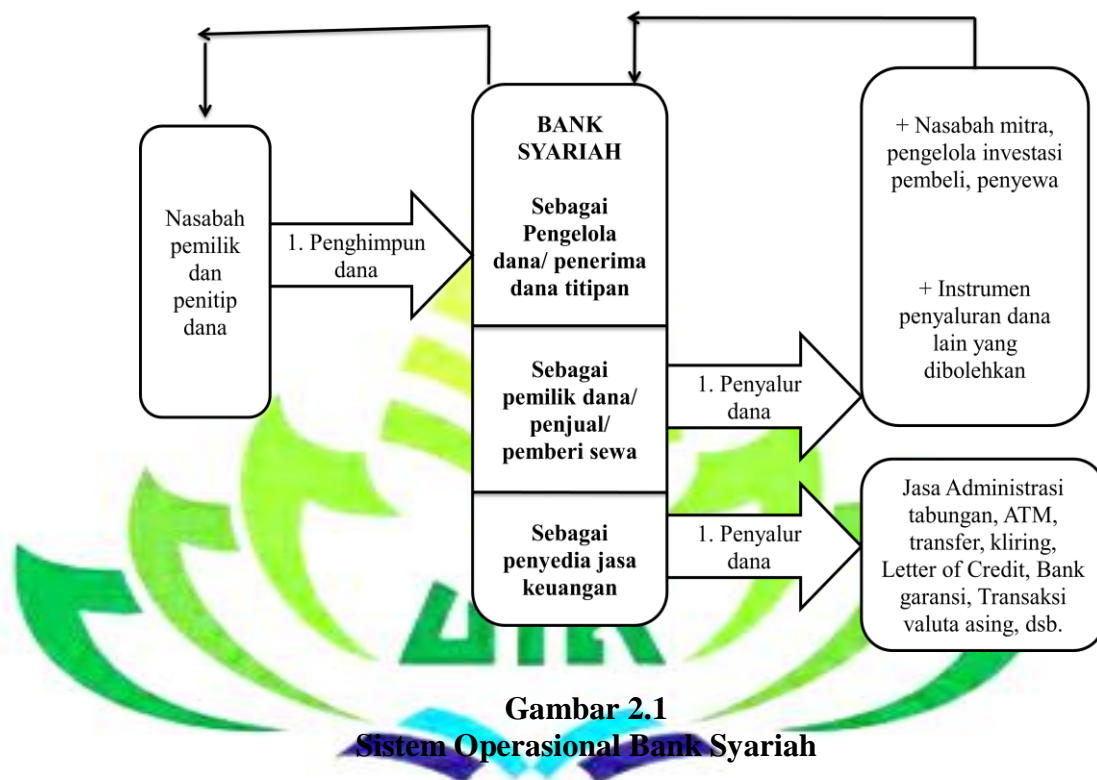 Nasabah
pemilik
dan
penitip
dana
1. Penghimpun
dana
BANK
SYARIAH
Sebagai
Pengelola
dana/ penerima
dana titipan
Sebagai
pemilik dana/
penjual/
pemberi sewa
Sebagai
penyedia jasa
keuangan
1. Penyalur
dana
1. Penyalur
dana
+ Nasabah mitra,
pengelola investasi
pembeli, penyewa
+ Instrumen
penyaluran dana
lain yang
dibolehkan
Jasa Administrasi
tabungan, ATM,
transfer, kliring,
Letter of Credit, Bank
garansi, Transaksi
valuta asing, dsb.
Gambar 2.1
Sistem Operasional Bank Syariah